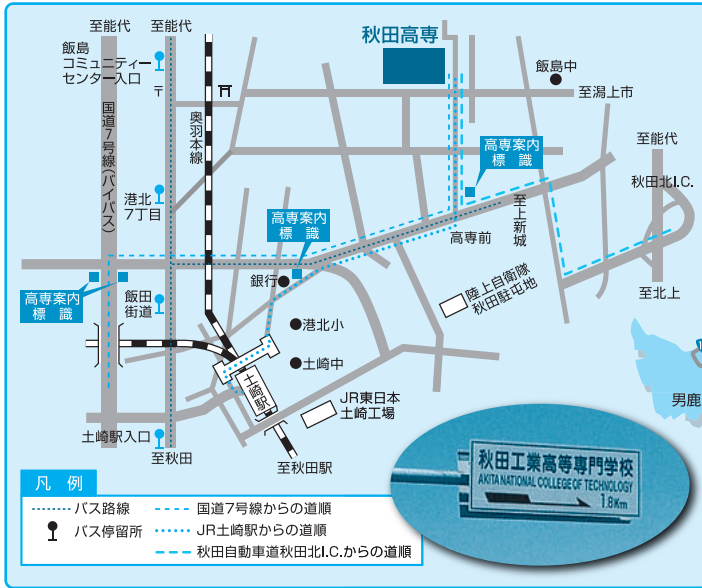 至能代
至能代
飯島
コミュニティー
センター入口
〒
国道7号線(バイパス)
奥羽本線
秋田高専
飯島中
至潟上市
至能代
秋田北I.C.
港北
7丁目
高専案内
標 識
高専案内
標 識
至上新城
高専前
銀行
陸上自衛隊
秋田駐屯地
至北上
高専案内
標 識
飯田
街道
港北小
土崎中
土崎駅
JR東日本
土崎工場
男鹿
土崎駅入口
至秋田
至秋田駅
秋田工業高等専門学校
AKITA NATIONAL COLLEGE OF TECHNOLOGY
1.8Km
凡 例
バス路線
国道7号線からの道順
バス停留所
JR土崎駅からの道順
秋田自動車道秋田北I.C.からの道順